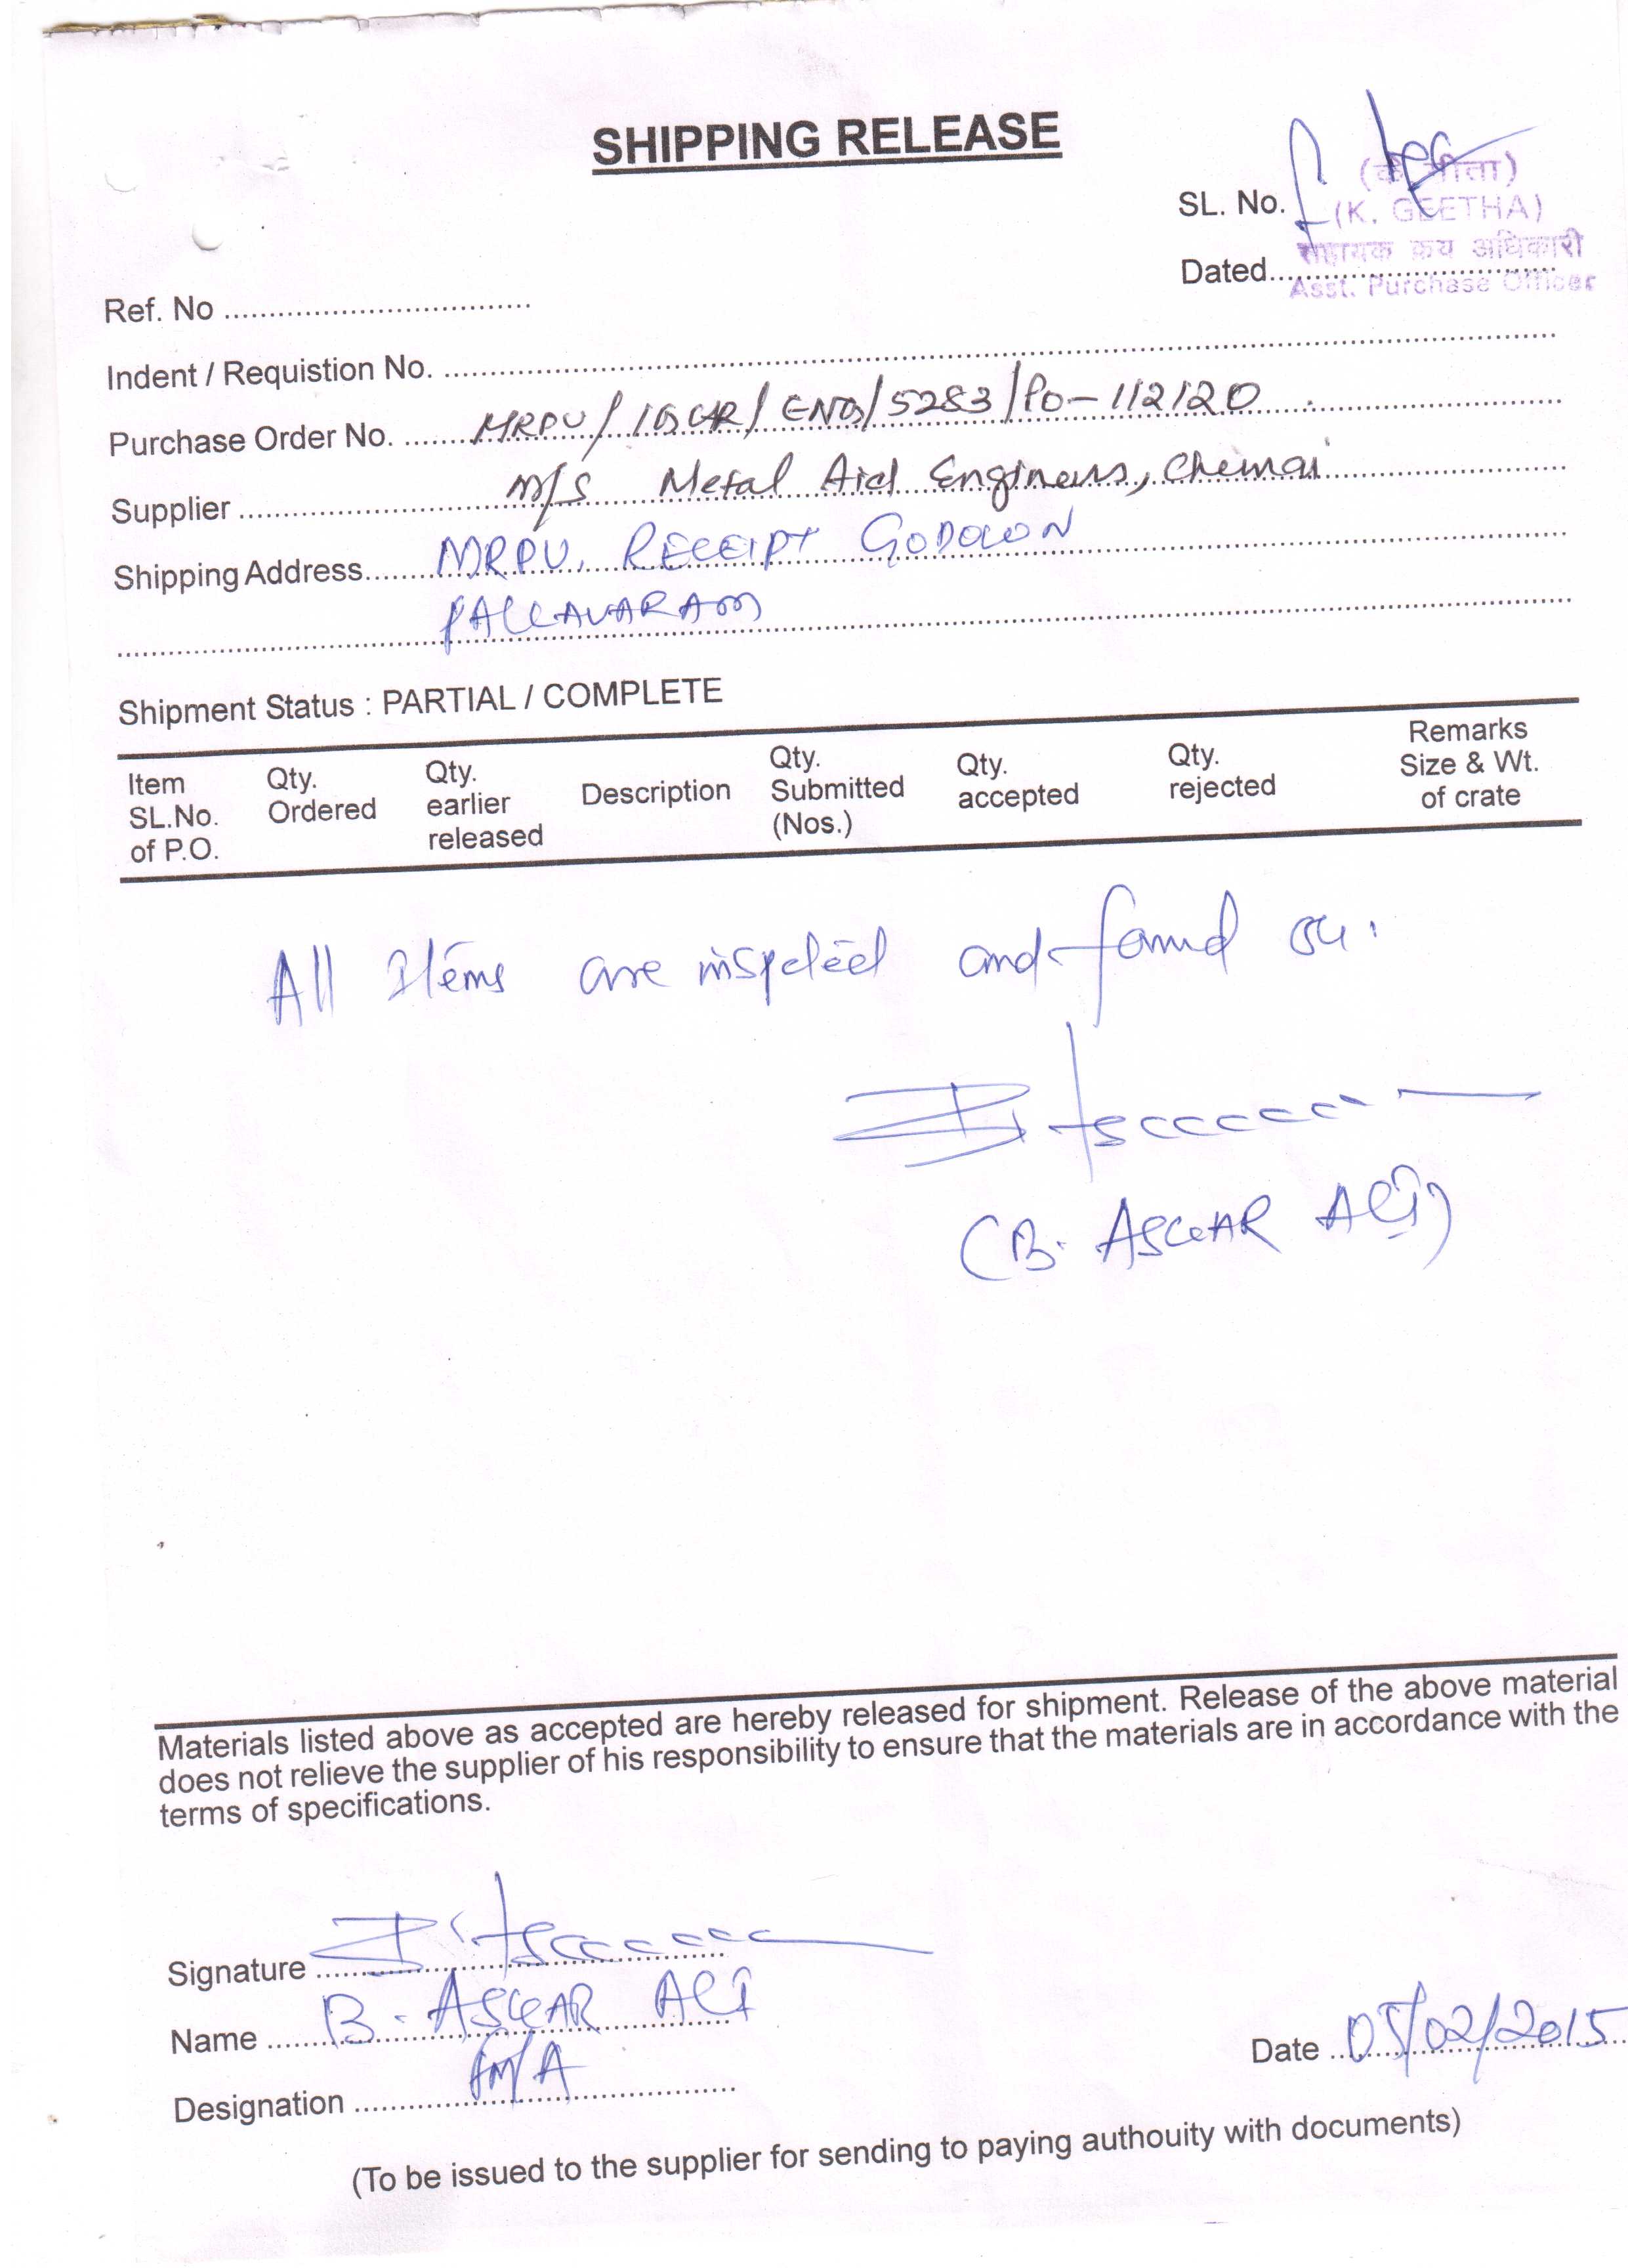 SHIPPING RELEASE
SL. No.
(के गीता)
(K. GEETHA)
सहायक क्रय अधिकारी
Dated
Asst. Purchase Officer
Ref. No
Indent / Requistion No.
Purchase Order No. MRPU/IGCAR/ENG/5283/PO-112120
Supplier M/S Metal Aid Engineers, Chennai
Shipping Address MRPU. RECEIPT GODOWN
PALLAVARAM
Shipment Status : PARTIAL / COMPLETE
Item SL.No. of P.O.
Qty. Ordered
Qty. earlier released
Description
Qty. Submitted (Nos.)
Qty. accepted
Qty. rejected
Remarks Size & Wt. of crate
All Items are inspected and found OK.
(B. ASGAR ALI)
Materials listed above as accepted are hereby released for shipment. Release of the above material
does not relieve the supplier of his responsibility to ensure that the materials are in accordance with the
terms of specifications.
Signature
Name B. ASGAR ALI
Date 05/02/2015
Designation
(To be issued to the supplier for sending to paying authouity with documents)